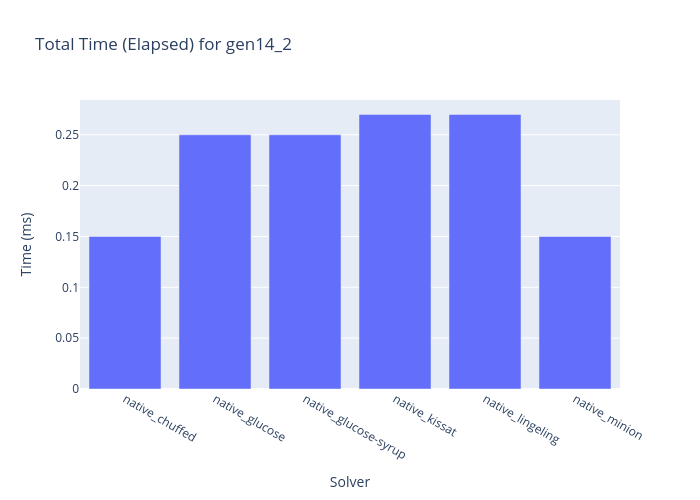 Total Time (Elapsed) for gen14_2
Time (ms)
0.25
0.2
0.15
0.1
0.05
0
native_chuffed
native_glucose
native_glucose-syrup
native_kissat
native_lingeling
native_minion
Solver